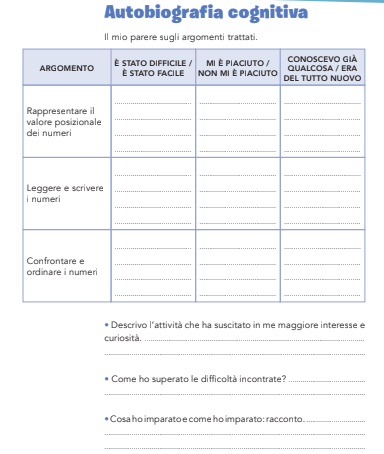 Autobiografia cognitiva
Il mio parere sugli argomenti trattati.
ARGOMENTO
È STATO DIFFICILE /
È STATO FACILE
MI È PIACIUTO /
NON MI È PIACIUTO
CONOSCEVO GIÀ
QUALCOSA / ERA
DEL TUTTO NUOVO
Rappresentare il
valore posizionale
dei numeri
Leggere e scrivere
i numeri
Confrontare e
ordinare i numeri
• Descrivo l'attività che ha suscitato in me maggiore interesse e
curiosità.
• Come ho superato le difficoltà incontrate?
• Cosa ho imparato e come ho imparato: racconto.